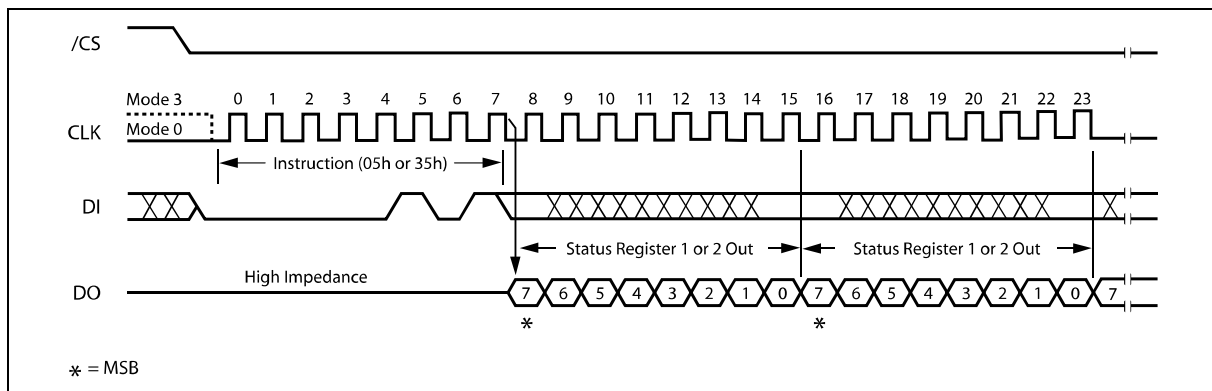 /CS
Mode 3
0 1 2 3 4 5 6 7 8 9 10 11 12 13 14 15 16 17 18 19 20 21 22 23
CLK
Mode 0
Instruction (05h or 35h)
DI
Status Register 1 or 2 Out Status Register 1 or 2 Out
High Impedance
DO
7 6 5 4 3 2 1 0 7 6 5 4 3 2 1 0 7
* *
* = MSB